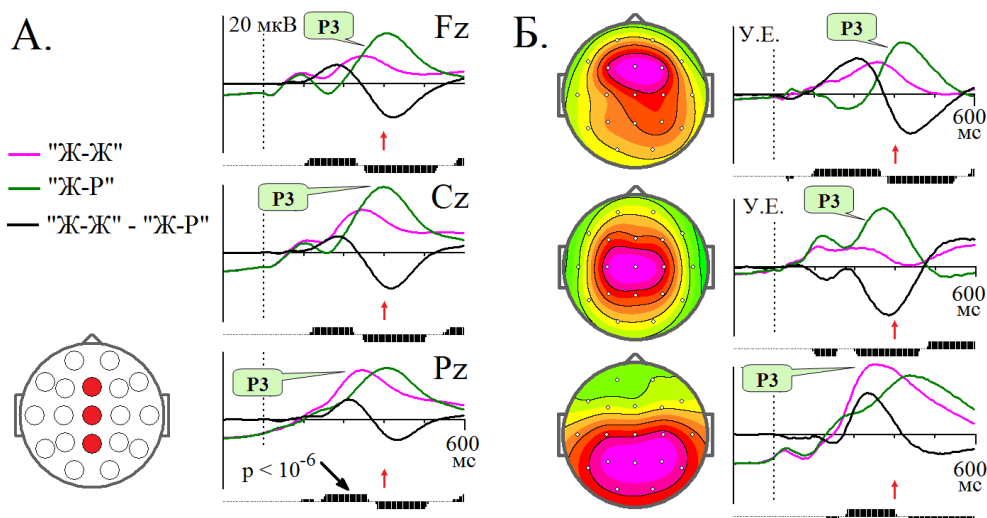 А.
20 мкВ
P3
Fz
"Ж-Ж"
"Ж-Р"
"Ж-Ж" - "Ж-Р"
P3
Cz
P3
Pz
600
мс
p < 10⁻⁶
Б.
У.Е.
P3
600
мс
У.Е.
P3
600
мс
P3
600
мс